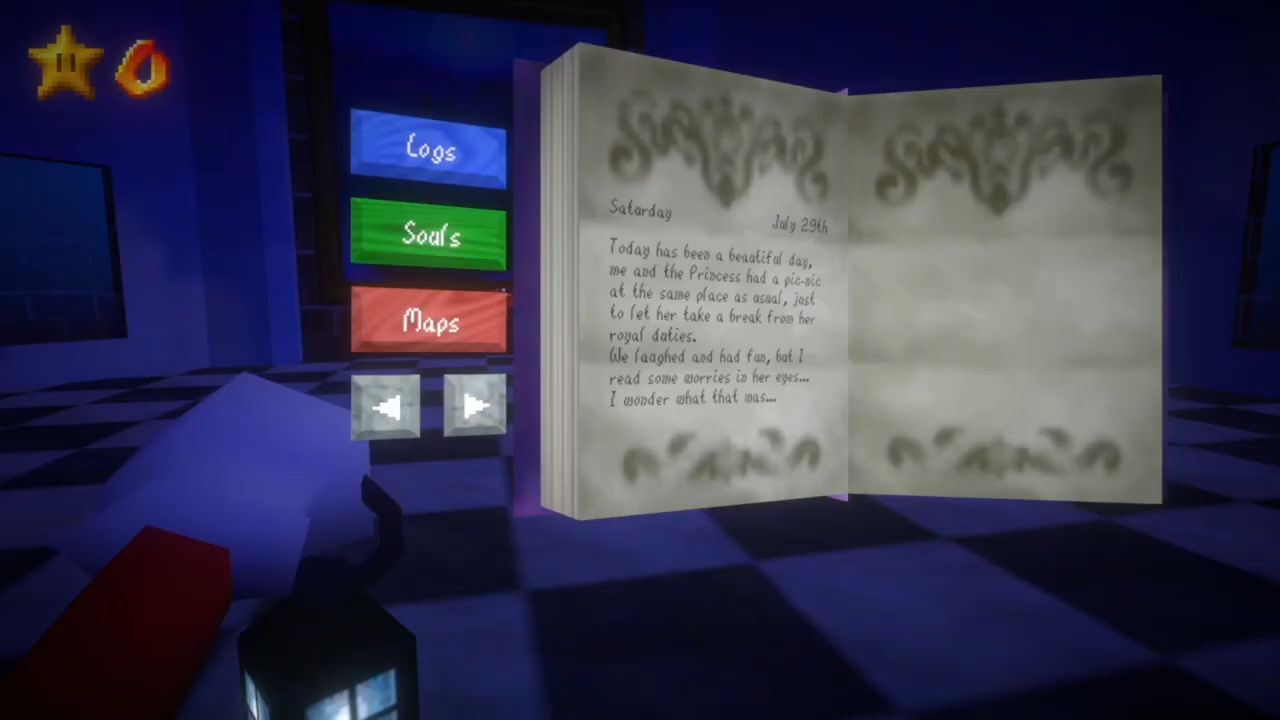 0
Logs
Souls
Maps
Saturday July 29th
Today has been a beautiful day,
me and the Princess had a pic-nic
at the same place as usual, just
to let her take a break from her
royal duties.
We laughed and had fun, but I
read some worries in her eyes...
I wonder what that was...